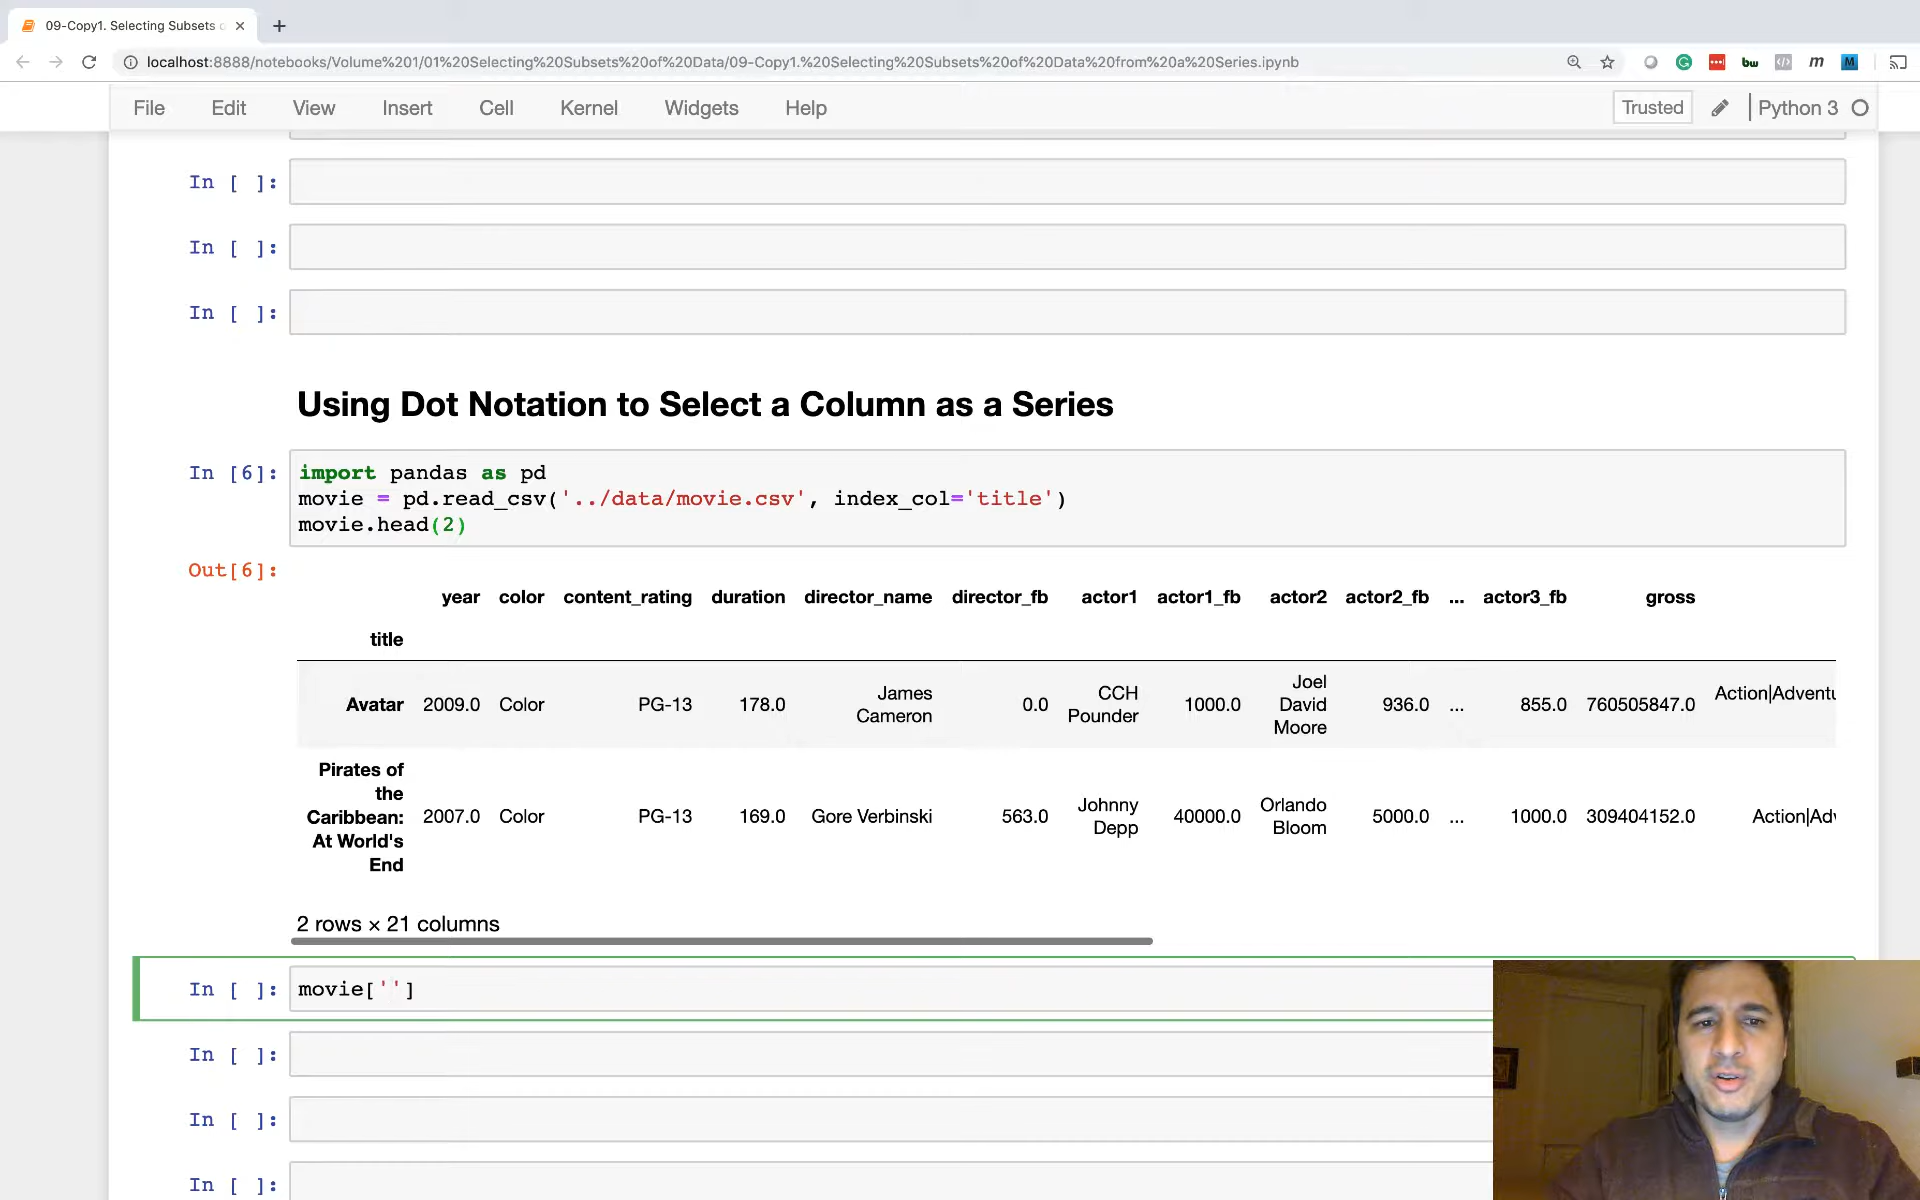 09-Copy1. Selecting Subsets o
localhost:8888/notebooks/Volume%201/01%20Selecting%20Subsets%20of%20Data/09-Copy1.%20Selecting%20Subsets%20of%20Data%20from%20a%20Series.ipynb
bw </> m M
File Edit View Insert Cell Kernel Widgets Help Trusted Python 3
In [ ]:
In [ ]:
In [ ]:
Using Dot Notation to Select a Column as a Series
In [6]: import pandas as pd
movie = pd.read_csv('../data/movie.csv', index_col='title')
movie.head(2)
Out[6]:
year color content_rating duration director_name director_fb actor1 actor1_fb actor2 actor2_fb ... actor3_fb gross
title
Avatar 2009.0 Color PG-13 178.0 James Cameron 0.0 CCH Pounder 1000.0 Joel David Moore 936.0 ... 855.0 760505847.0 Action|Adventu
Pirates of the Caribbean: At World's End 2007.0 Color PG-13 169.0 Gore Verbinski 563.0 Johnny Depp 40000.0 Orlando Bloom 5000.0 ... 1000.0 309404152.0 Action|Adv
2 rows × 21 columns
In [ ]: movie['']
In [ ]:
In [ ]:
In [ ]: